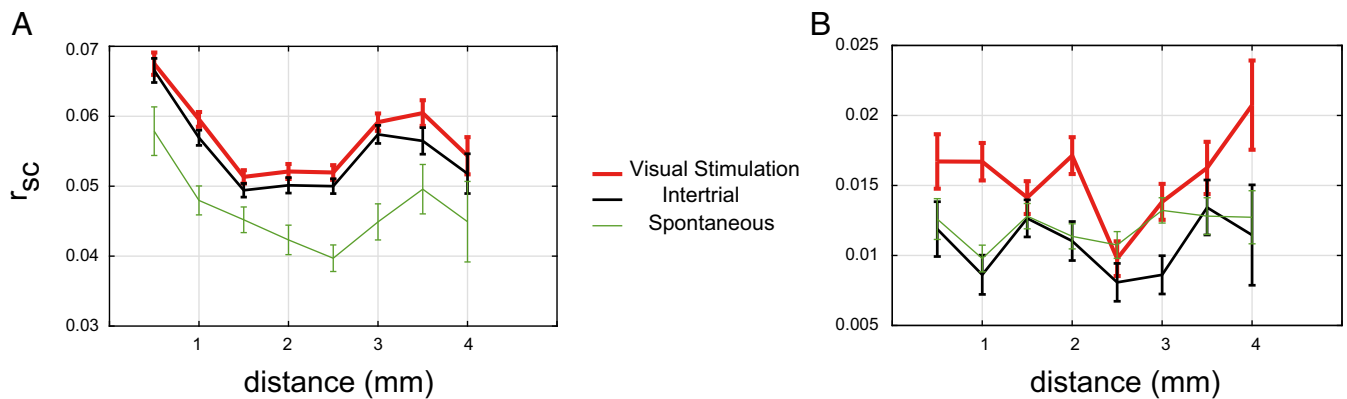 A
B
0.07
0.06
0.05
0.04
0.03
r_sc
1 2 3 4
distance (mm)
Visual Stimulation
Intertrial
Spontaneous
0.025
0.02
0.015
0.01
0.005
1 2 3 4
distance (mm)